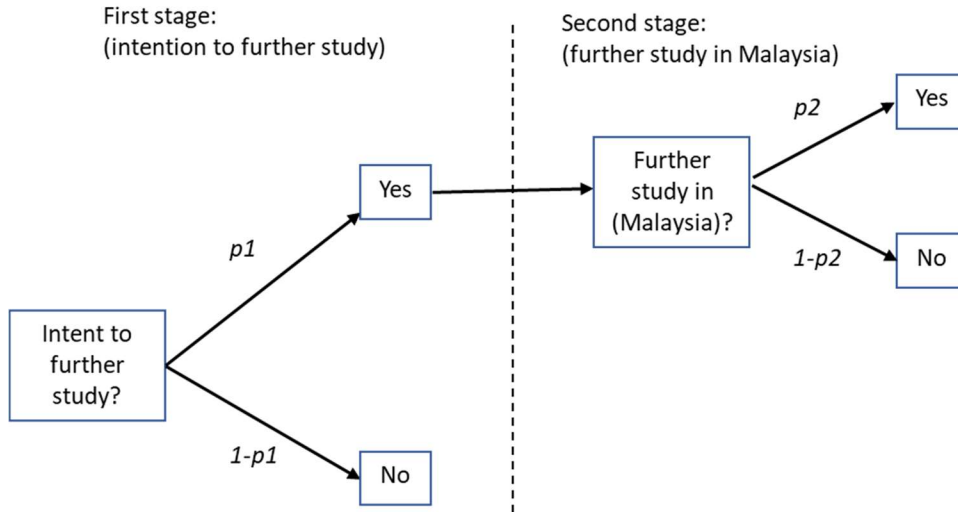 First stage:
(intention to further study)
Second stage:
(further study in Malaysia)
Yes
p2
Further
study in
(Malaysia)?
Yes
p1
1-p2
No
Intent to
further
study?
1-p1
No